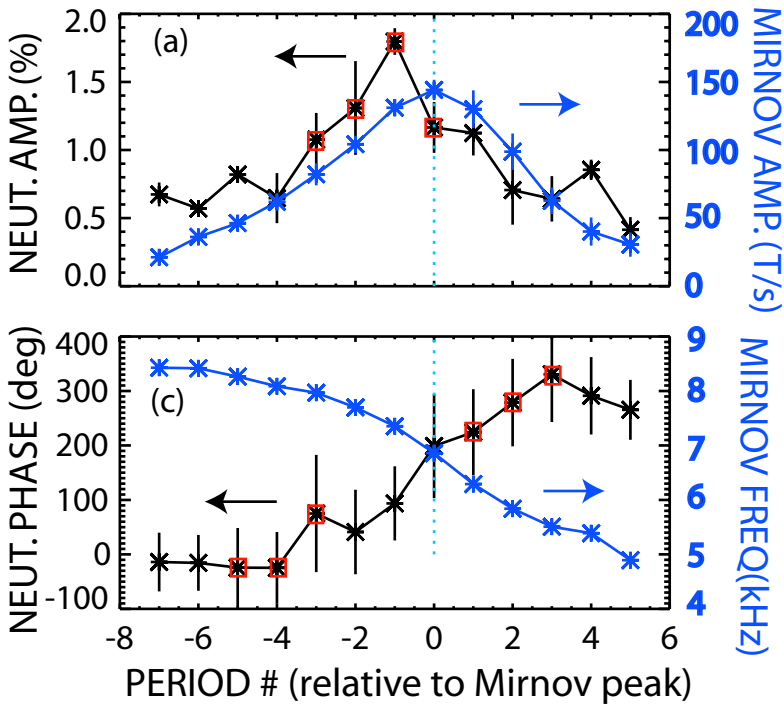 NEUT. AMP. (%)
2.0
1.5
1.0
0.5
0.0
(a)
200
150
100
50
0
MIRNOV AMP. (T/s)
NEUT. PHASE (deg)
400
300
200
100
0
-100
(c)
9
8
7
6
5
4
MIRNOV FREQ(kHz)
-8 -6 -4 -2 0 2 4 6
PERIOD # (relative to Mirnov peak)